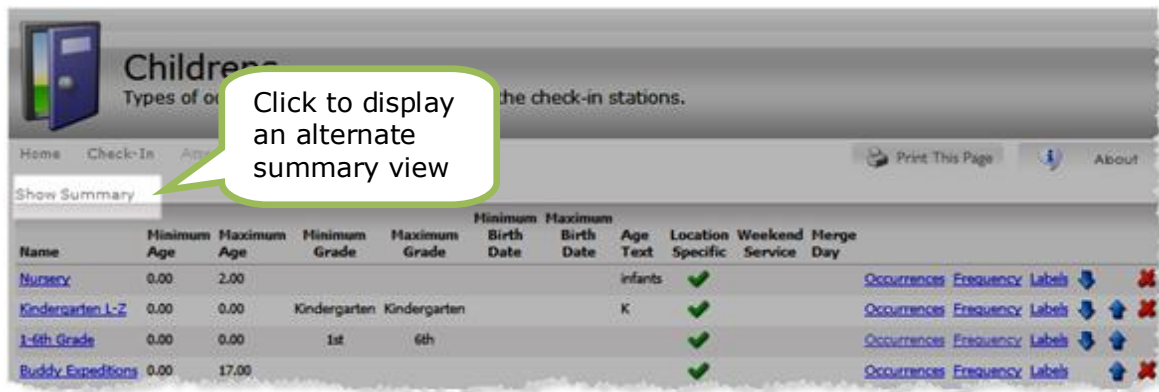 Childrens
Types of oc the check-in stations.
Click to display
an alternate
summary view
Home Check-In
Print This Page About
Show Summary
Name Minimum Age Maximum Age Minimum Grade Maximum Grade Minimum Birth Date Maximum Birth Date Age Text Location Specific Weekend Service Merge Day
Nursery 0.00 2.00 infants Occurrences Frequency Labels
Kindergarten L-Z 0.00 0.00 Kindergarten Kindergarten K Occurrences Frequency Labels
1-6th Grade 0.00 0.00 1st 6th Occurrences Frequency Labels
Buddy Expeditions 0.00 17.00 Occurrences Frequency Labels